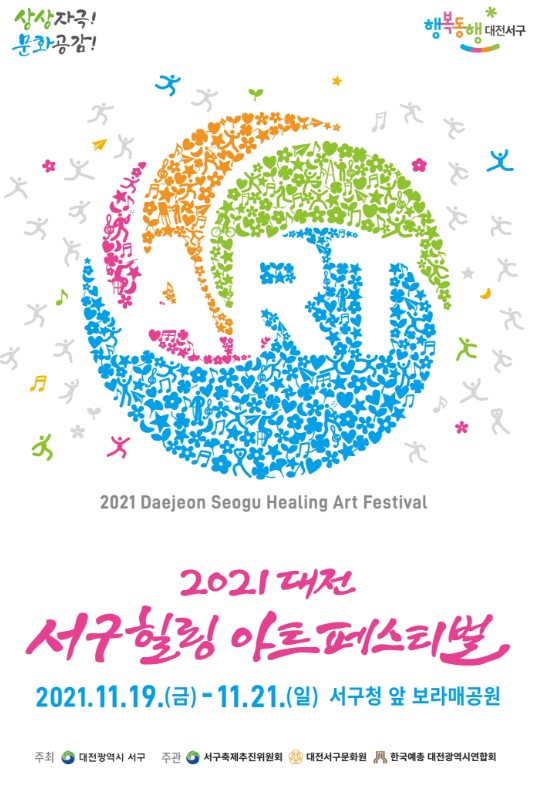 상상자극!
문화공감!
행복동행 대전서구
ART
2021 Daejeon Seogu Healing Art Festival
2021 대전
서구힐링 아트페스티벌
2021.11.19.(금) - 11.21.(일) 서구청 앞 보라매공원
주최 대전광역시 서구 주관 서구축제추진위원회 대전서구문화원 한국예총 대전광역시연합회